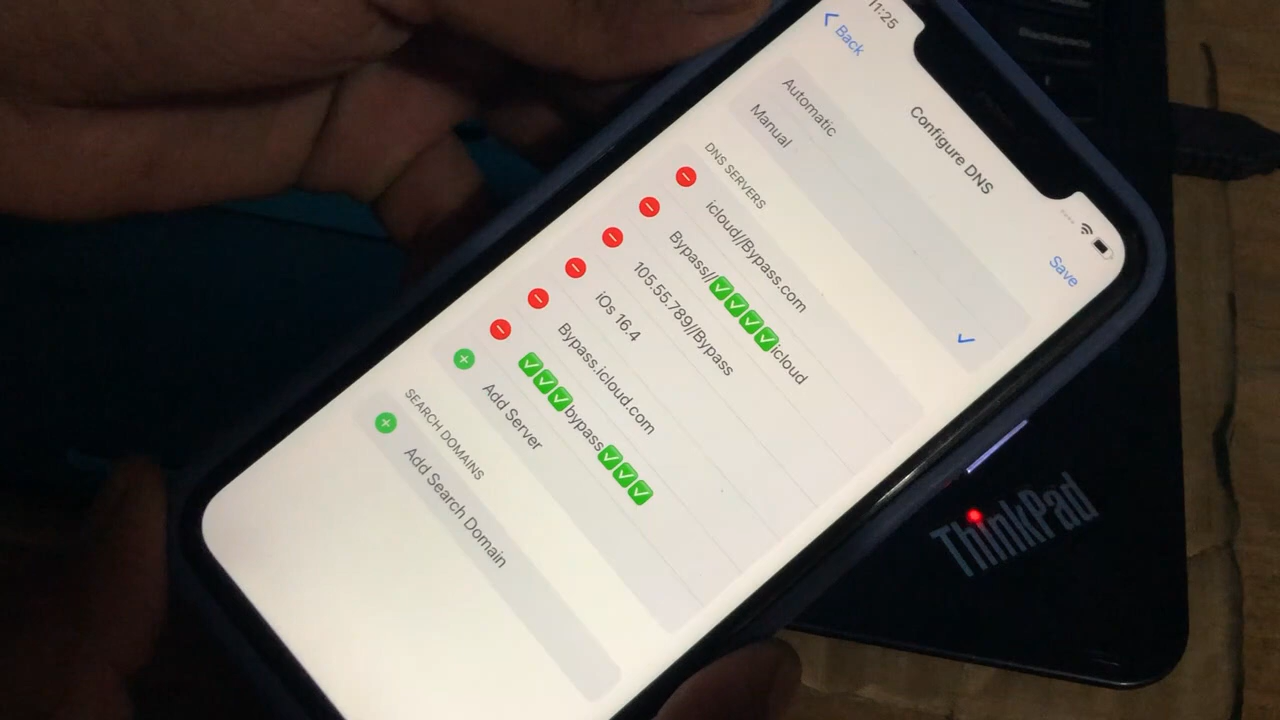 11:25
Back
Configure DNS
Save
Automatic
Manual
DNS SERVERS
icloud//Bypass.com
Bypass//✅✅✅✅icloud
105.55.789//Bypass
iOs 16.4
Bypass.icloud.com
✅✅✅bypass✅✅✅
Add Server
SEARCH DOMAINS
Add Search Domain
ThinkPad